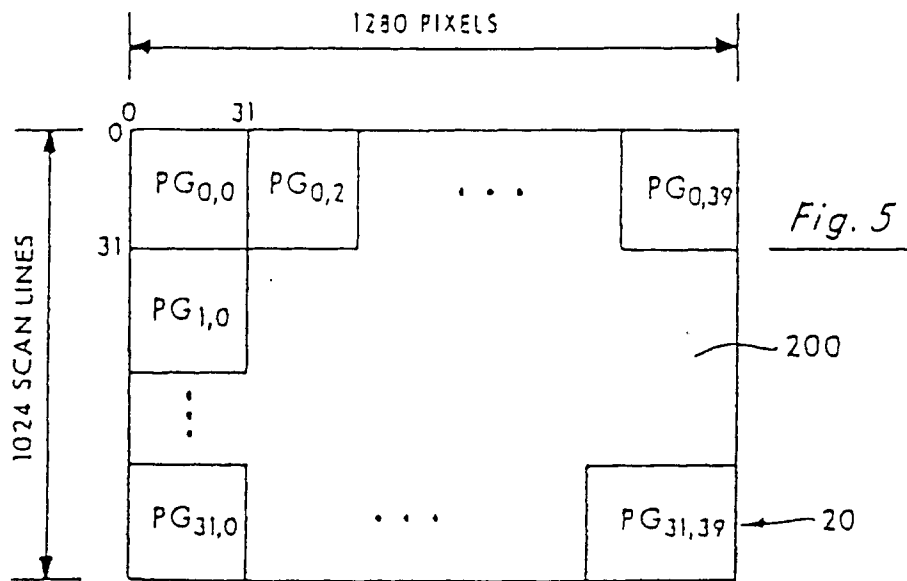 1280 PIXELS
0 31
0
PG0,0 PG0,2 . . . PG0,39
Fig. 5
31
1024 SCAN LINES
PG1,0
200
PG31,0 . . . PG31,39
20